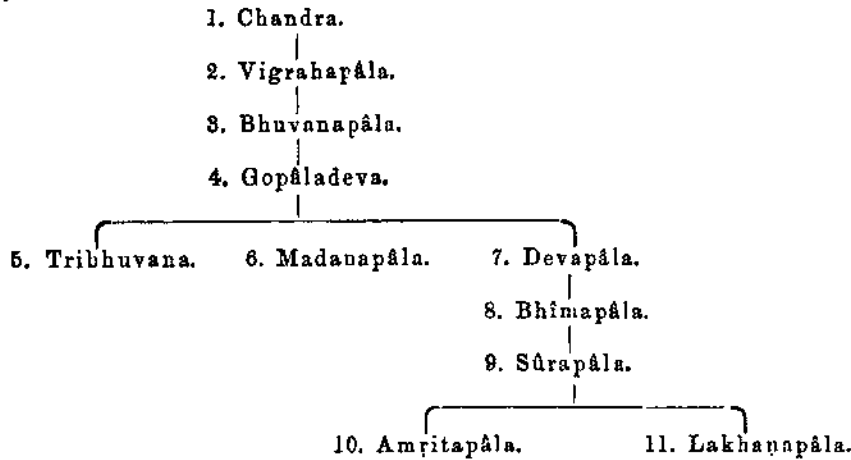 1. Chandra.
2. Vigrahapâla.
3. Bhuvanapâla.
4. Gopâladeva.
5. Tribhuvana. 6. Madanapâla. 7. Devapâla.
8. Bhîmapâla.
9. Sûrapâla.
10. Amṛitapâla. 11. Lakhaṇapâla.